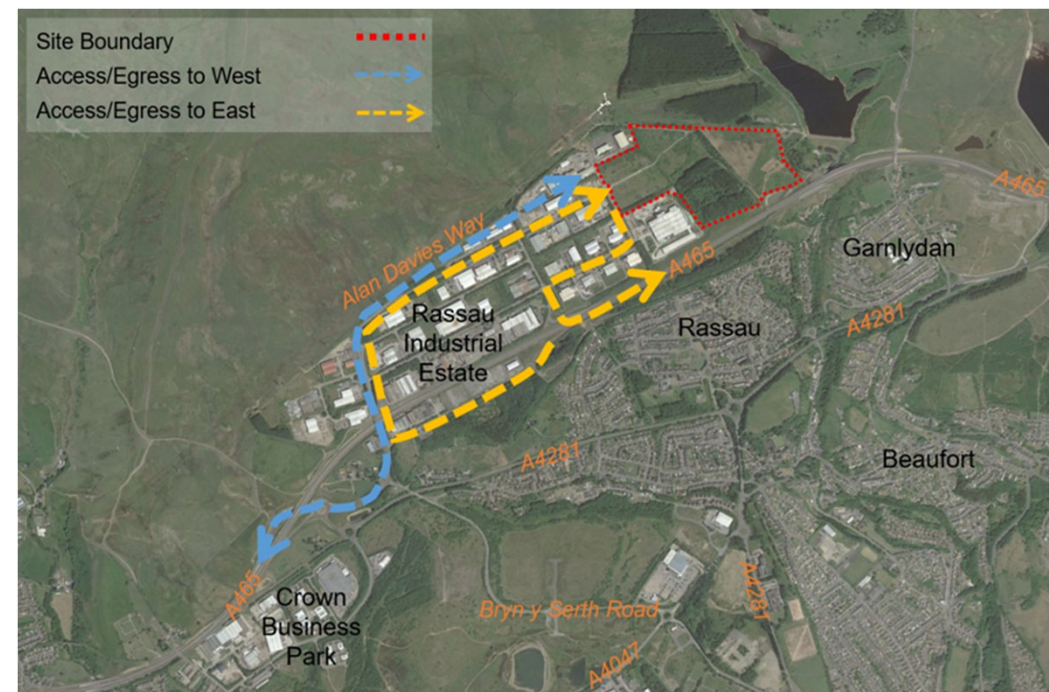 Site Boundary
Access/Egress to West
Access/Egress to East
A465
Garnlydan
Alan Davies Way
A465
Rassau
Industrial
Estate
Rassau
A4281
A4281
Beaufort
A465
Crown
Business
Park
Bryn y Serth Road
A4281
A4047